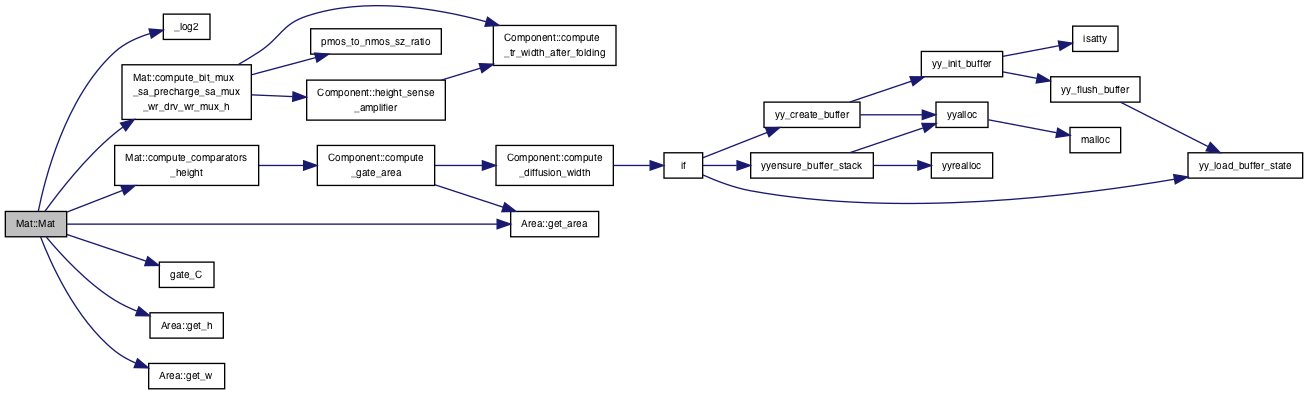 _log2
Mat::compute_bit_mux
_sa_precharge_sa_mux
_wr_drv_wr_mux_h
pmos_to_nmos_sz_ratio
Component::compute
_tr_width_after_folding
Component::height_sense
_amplifier
Mat::compute_comparators
_height
Component::compute
_gate_area
Component::compute
_diffusion_width
if
yy_create_buffer
yy_init_buffer
isatty
yy_flush_buffer
yyalloc
malloc
yyensure_buffer_stack
yyrealloc
yy_load_buffer_state
Mat::Mat
Area::get_area
gate_C
Area::get_h
Area::get_w